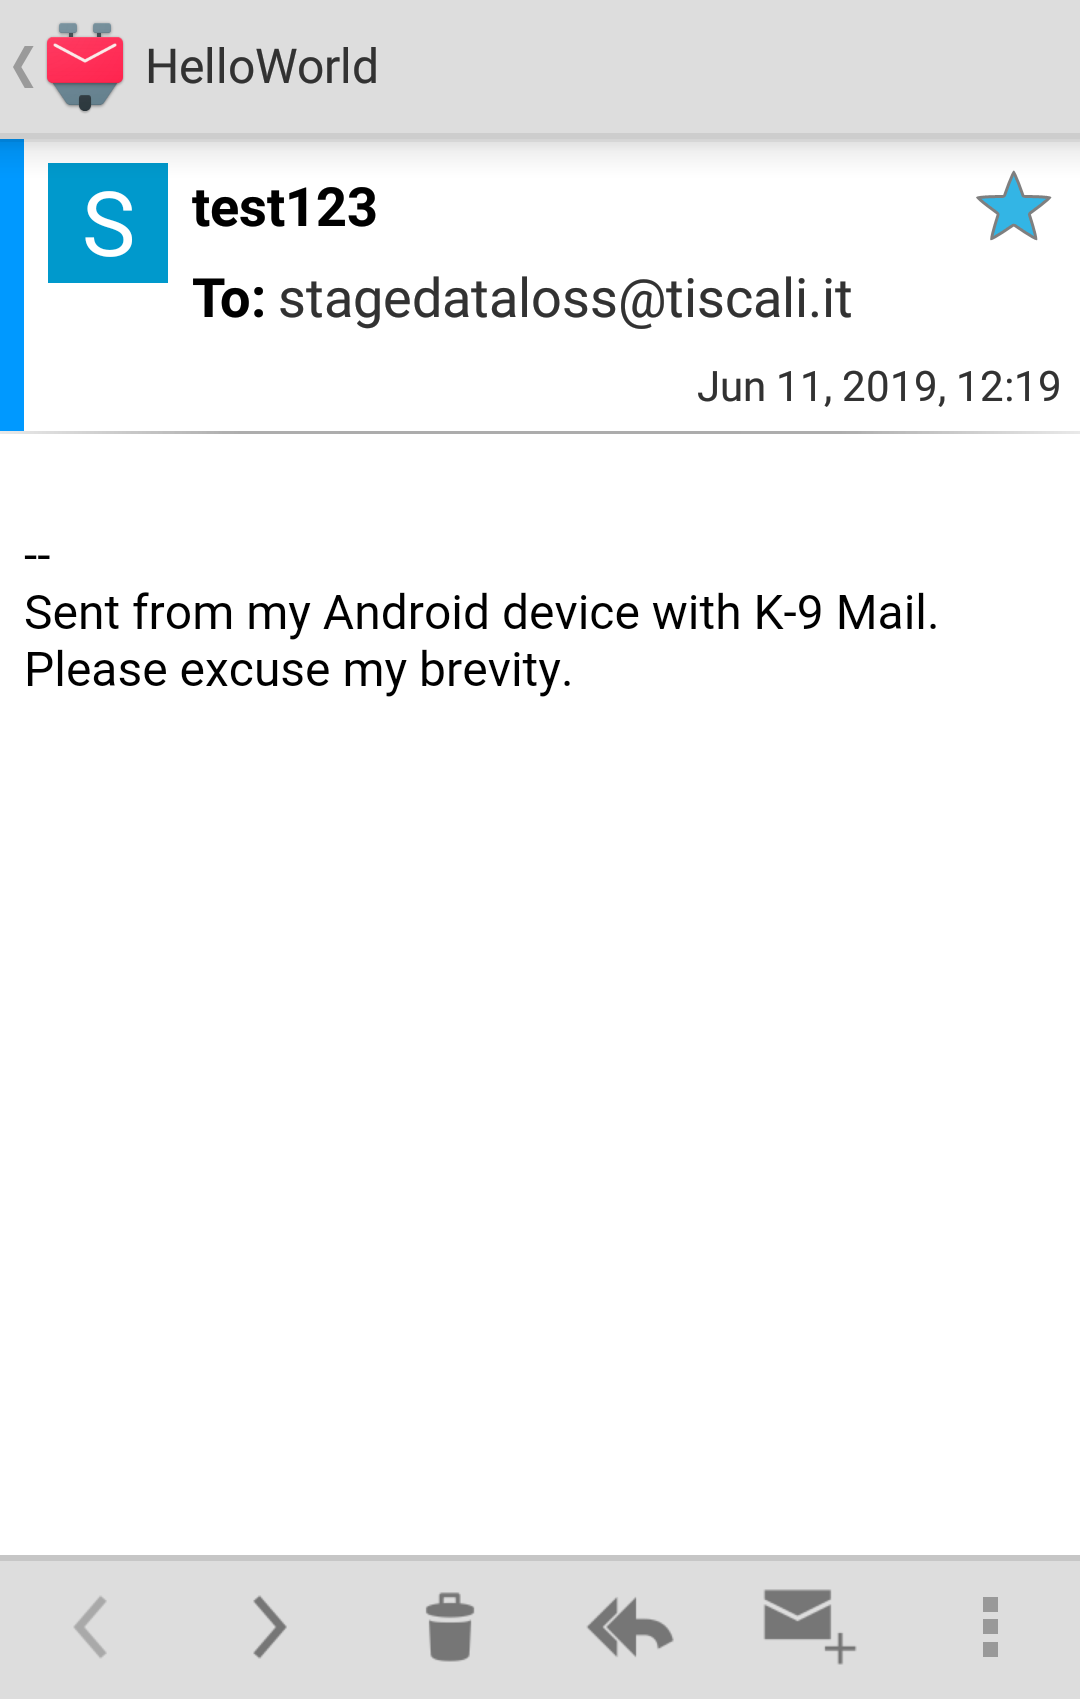 HelloWorld
S
test123
To: stagedataloss@tiscali.it
Jun 11, 2019, 12:19
--
Sent from my Android device with K-9 Mail.
Please excuse my brevity.